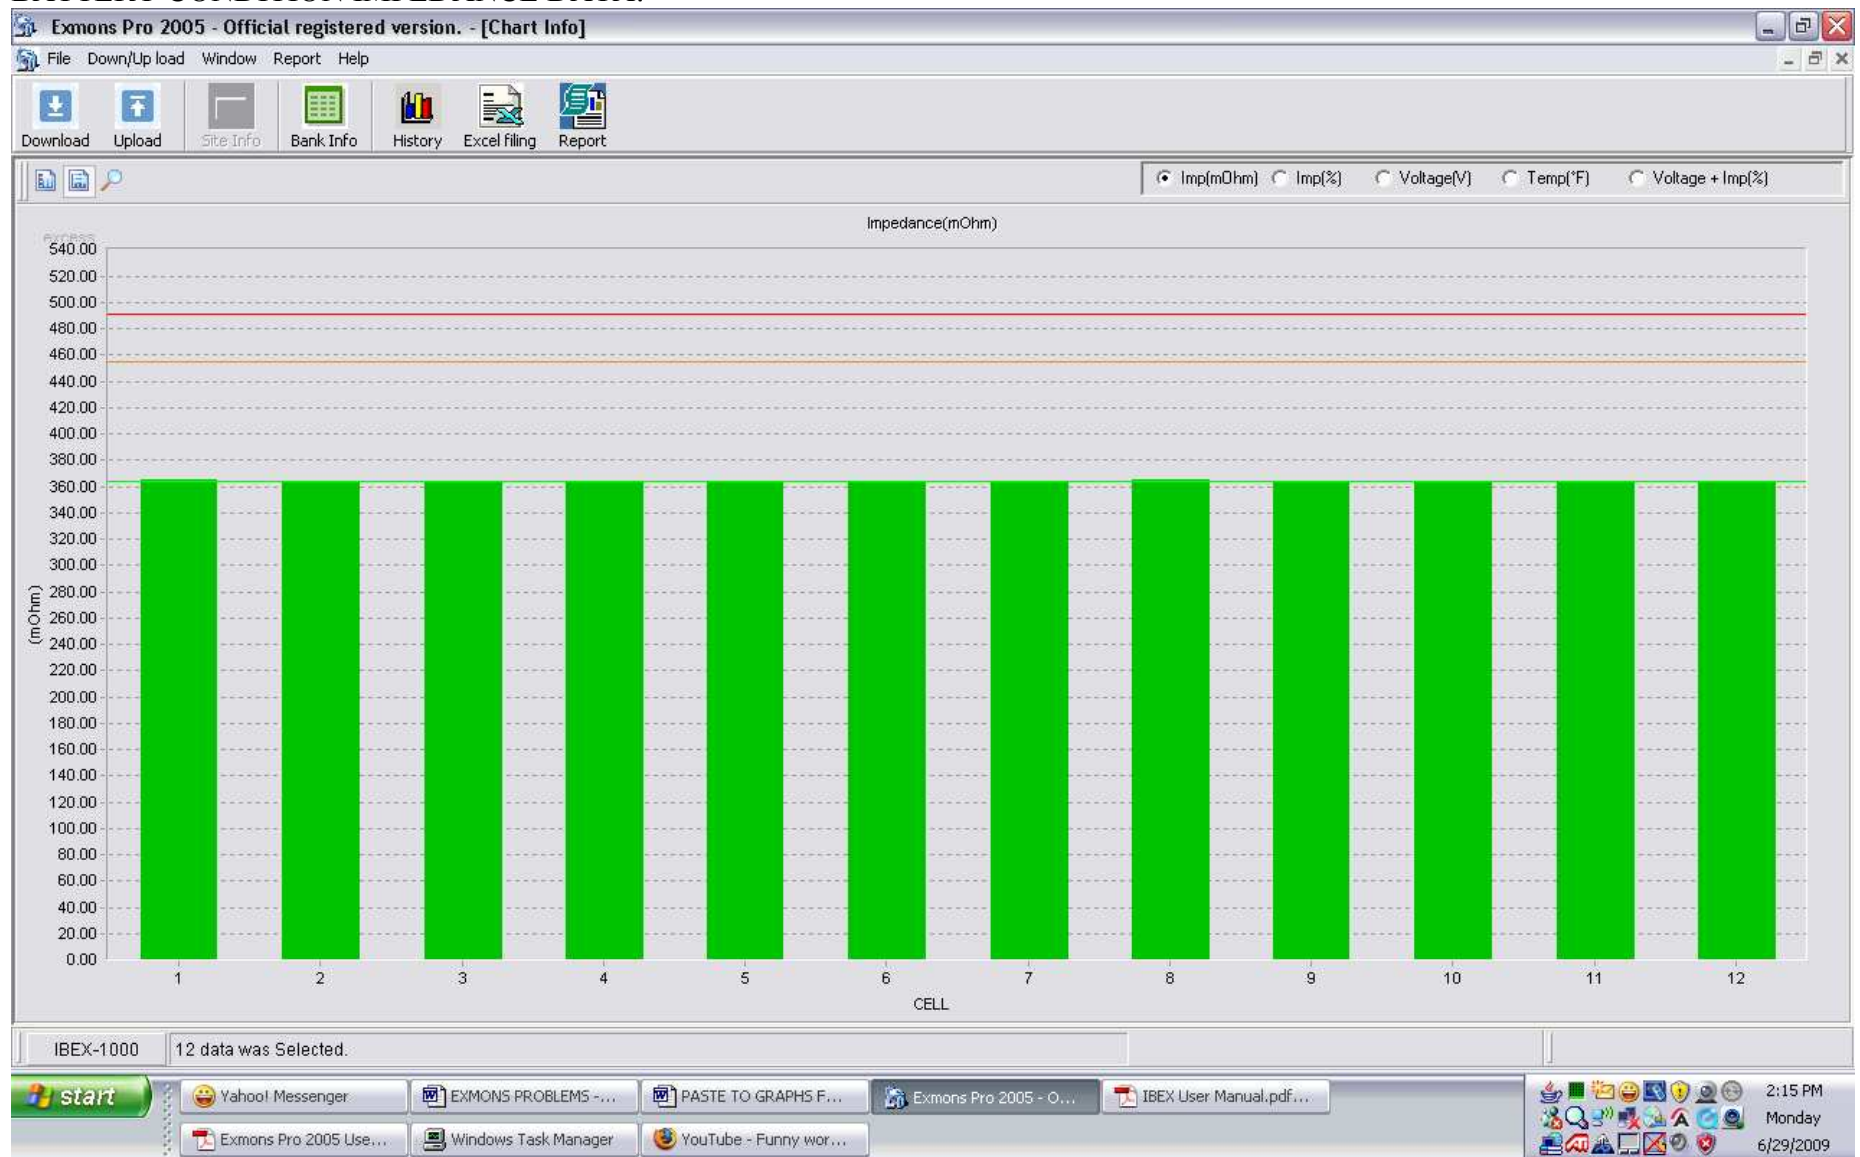 BATTERY CONDITION IMPEDANCE DATA:
Exmons Pro 2005 - Official registered version. - [Chart Info]
File Down/Up load Window Report Help
Download Upload Site Info Bank Info History Excel filing Report
Imp(mOhm) Imp(%) Voltage(V) Temp(°F) Voltage + Imp(%)
Impedance(mOhm)
excess
540.00
520.00
500.00
480.00
460.00
440.00
420.00
400.00
380.00
360.00
340.00
320.00
300.00
280.00
260.00
240.00
220.00
200.00
180.00
160.00
140.00
120.00
100.00
80.00
60.00
40.00
20.00
0.00
(mOhm)
1 2 3 4 5 6 7 8 9 10 11 12
CELL
IBEX-1000 12 data was Selected.
start Yahoo! Messenger EXMONS PROBLEMS -... PASTE TO GRAPHS F... Exmons Pro 2005 - O... IBEX User Manual.pdf... 2:15 PM
Monday
Exmons Pro 2005 Use... Windows Task Manager YouTube - Funny wor... 6/29/2009